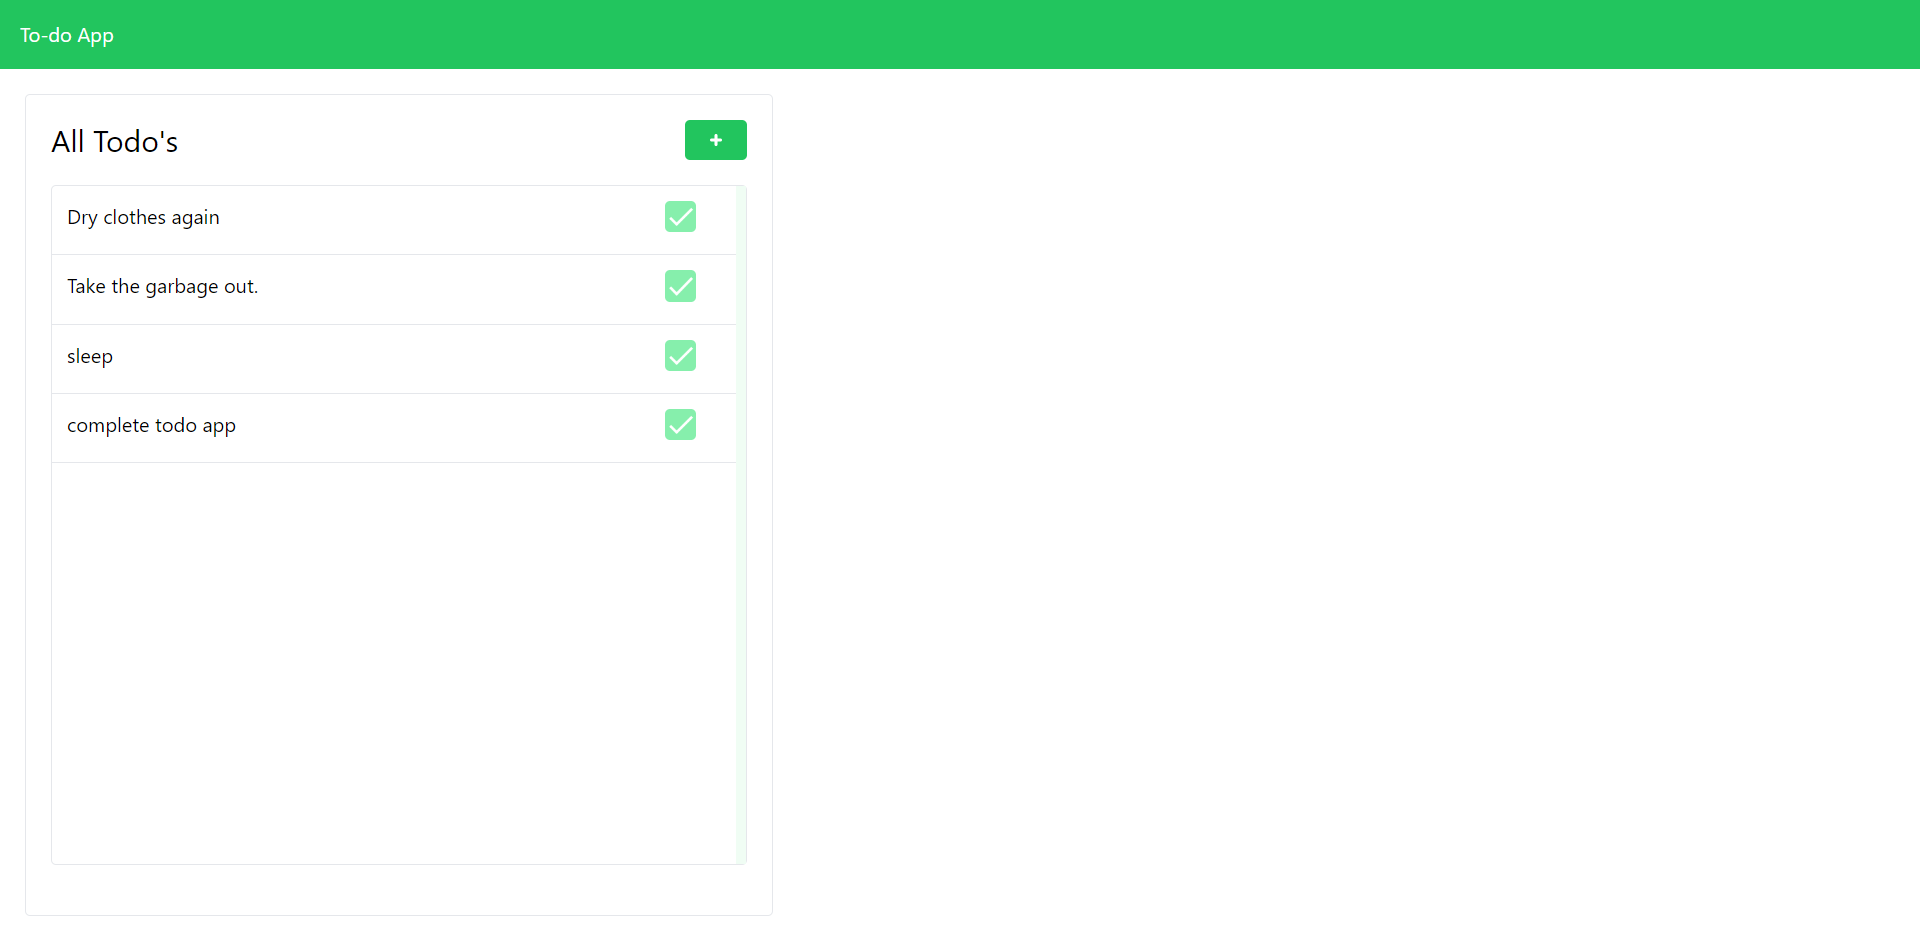 To-do App
All Todo's
+
Dry clothes again
Take the garbage out.
sleep
complete todo app